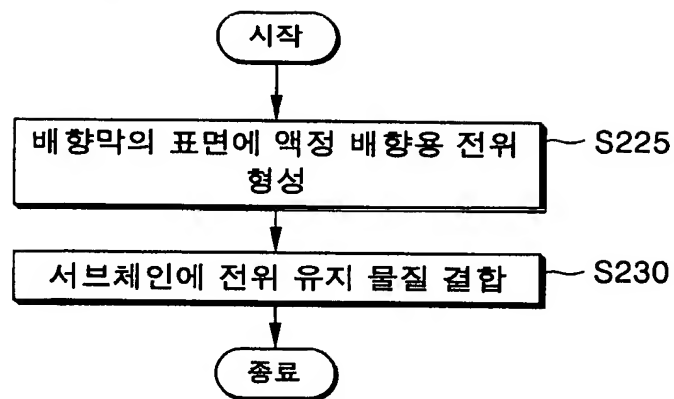 시작
배향막의 표면에 액정 배향용 전위
형성
S225
서브체인에 전위 유지 물질 결합
S230
종료